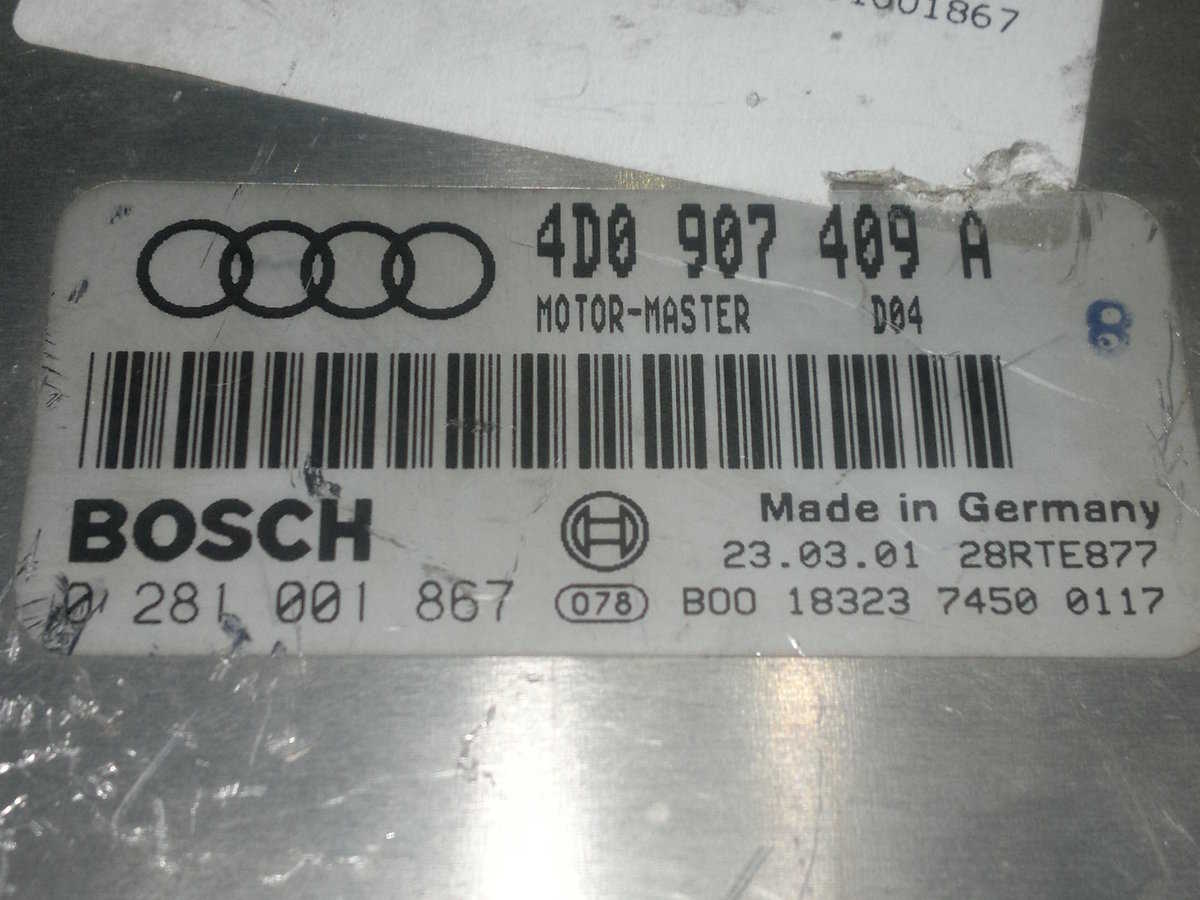 01867
4D0 907 409 A
MOTOR-MASTER D04
8
BOSCH
Made in Germany
23.03.01 28RTE877
0 281 001 867 078 B00 18323 7450 0117